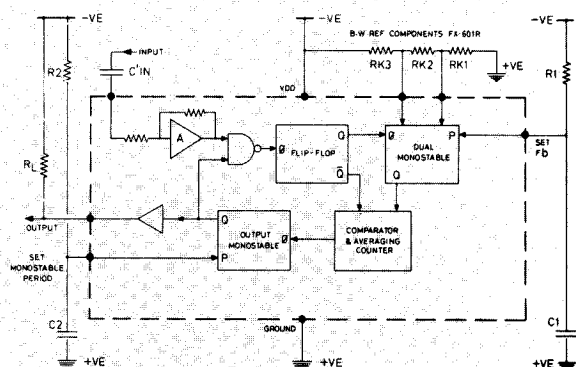 -VE
-VE
-VE
B-W REF COMPONENTS FX-601R
INPUT
R2
C'IN
RK3
RK2
RK1
+VE
R1
VDD
A
Ø
FLIP-FLOP
Q
Q̄
Ø
DUAL
MONOSTABLE
P
Q
SET
Fb
RL
OUTPUT
Q
OUTPUT
MONOSTABLE
Ø
P
COMPARATOR
& AVERAGING
COUNTER
SET
MONOSTABLE
PERIOD
C2
GROUND
C1
+VE
+VE
+VE